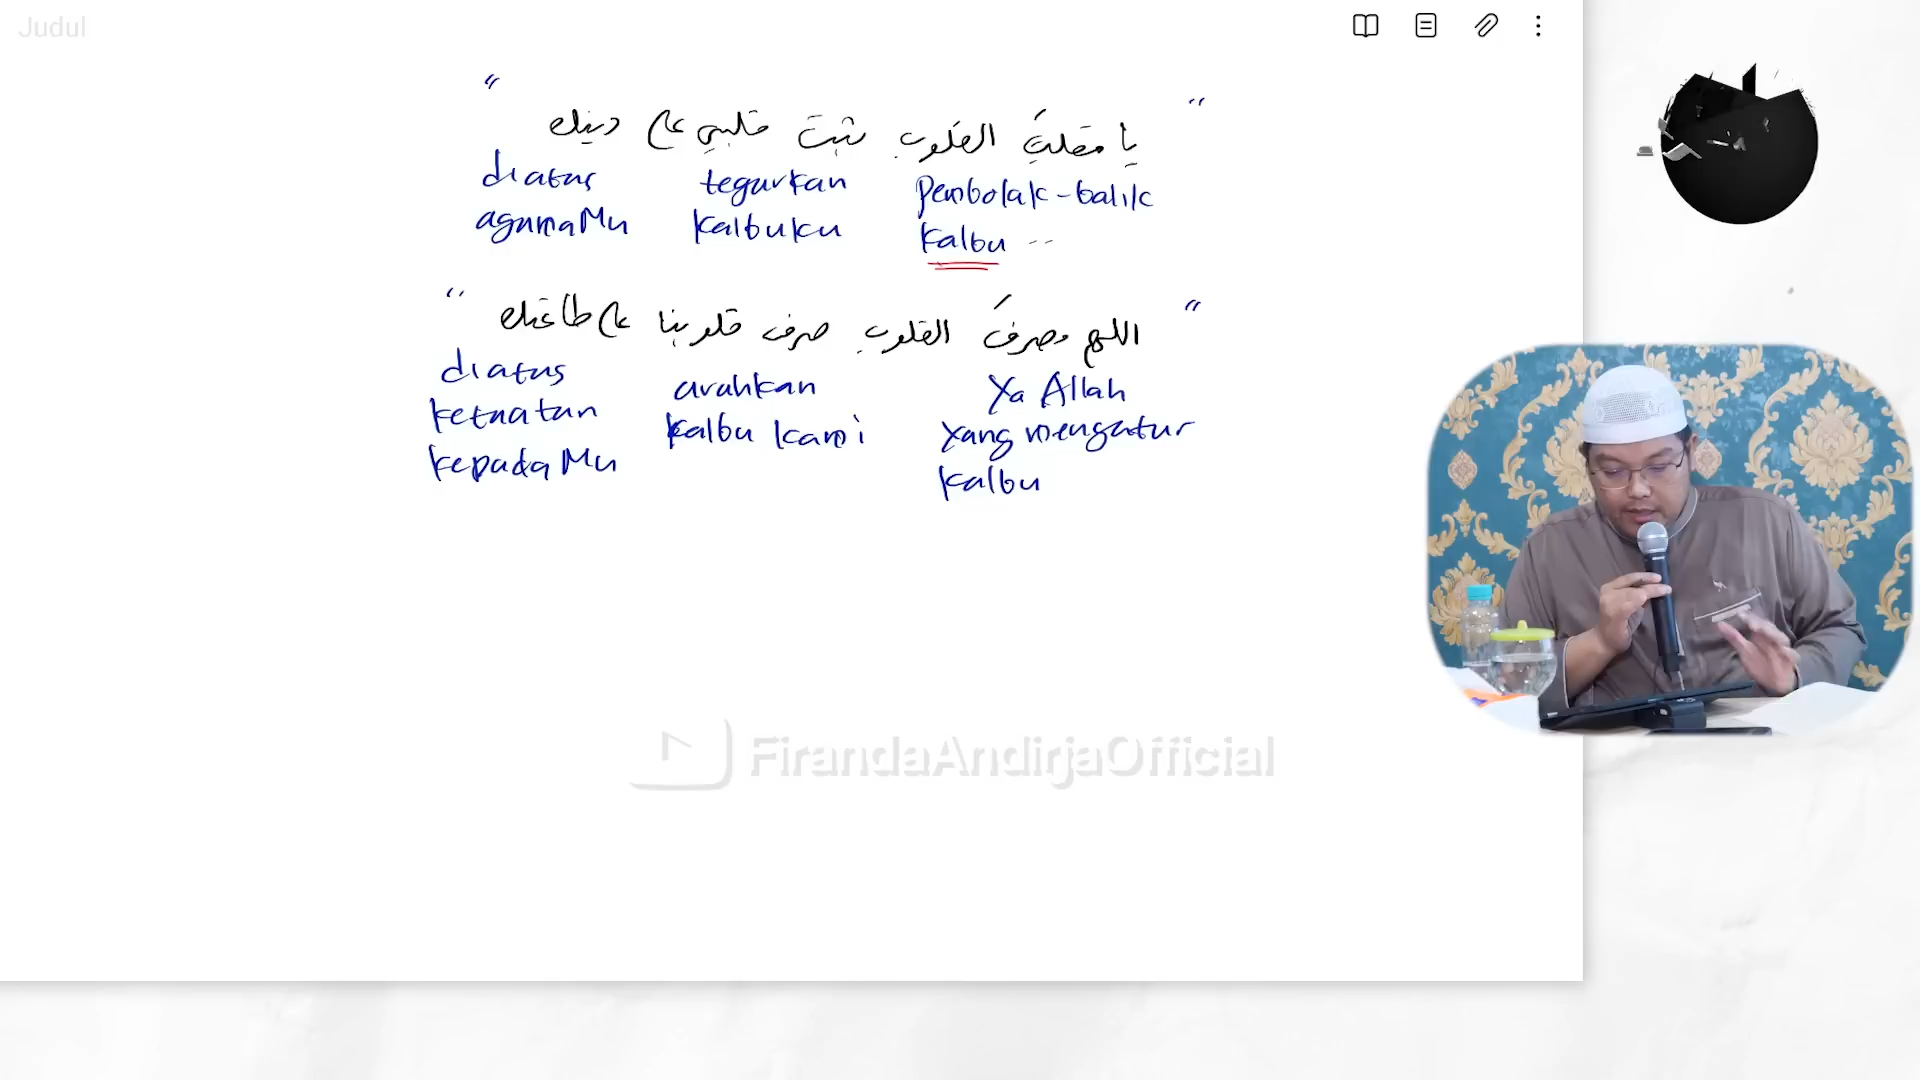 Judul
" يا مقلبَ القلوب ثبت قلبي على دينك "
Pembolak-balik tegurkan diatas
kalbu -- kalbuku agamaMu
" اللهم مصرفَ القلوب صرف قلوبنا على طاعتك "
Ya Allah arahkan diatas
yang mengatur kalbu kami ketaatan
kalbu kepadaMu
FirandaAndirjaOfficial